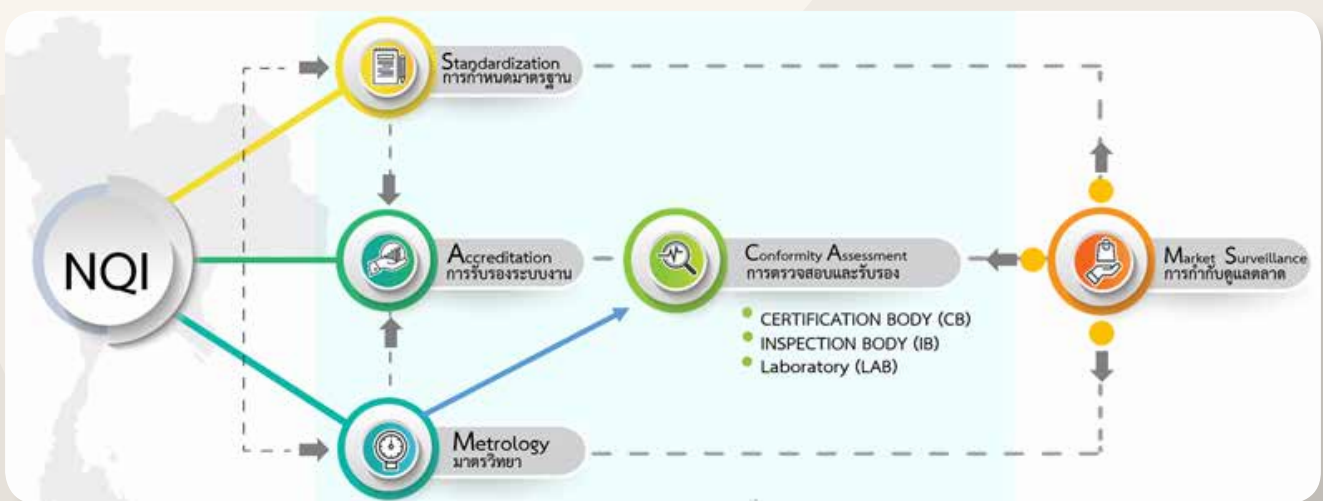 NQI
Standardization
การกำหนดมาตรฐาน
Accreditation
การรับรองระบบงาน
Metrology
มาตรวิทยา
Conformity Assessment
การตรวจสอบและรับรอง
CERTIFICATION BODY (CB)
INSPECTION BODY (IB)
Laboratory (LAB)
Market Surveillance
การกำกับดูแลตลาด